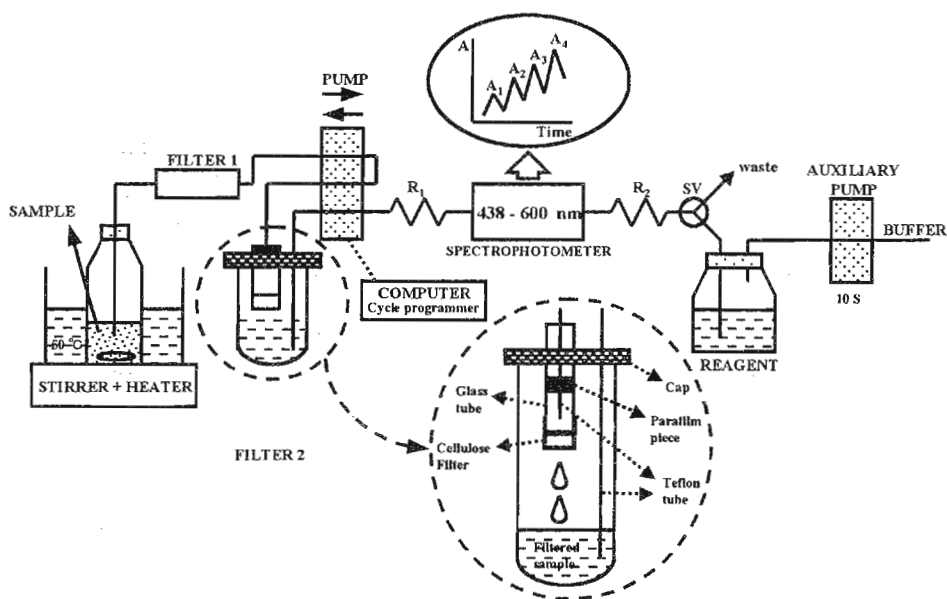 A
A1
A2
A3
A4
Time
PUMP
FILTER 1
SAMPLE
R1
438 - 600 nm
SPECTROPHOTOMETER
R2
SV
waste
AUXILIARY
PUMP
BUFFER
10 S
REAGENT
COMPUTER
Cycle programmer
STIRRER + HEATER
FILTER 2
Glass
tube
Cellulose
Filter
Cap
Parafilm
piece
Teflon
tube
Filtered
sample